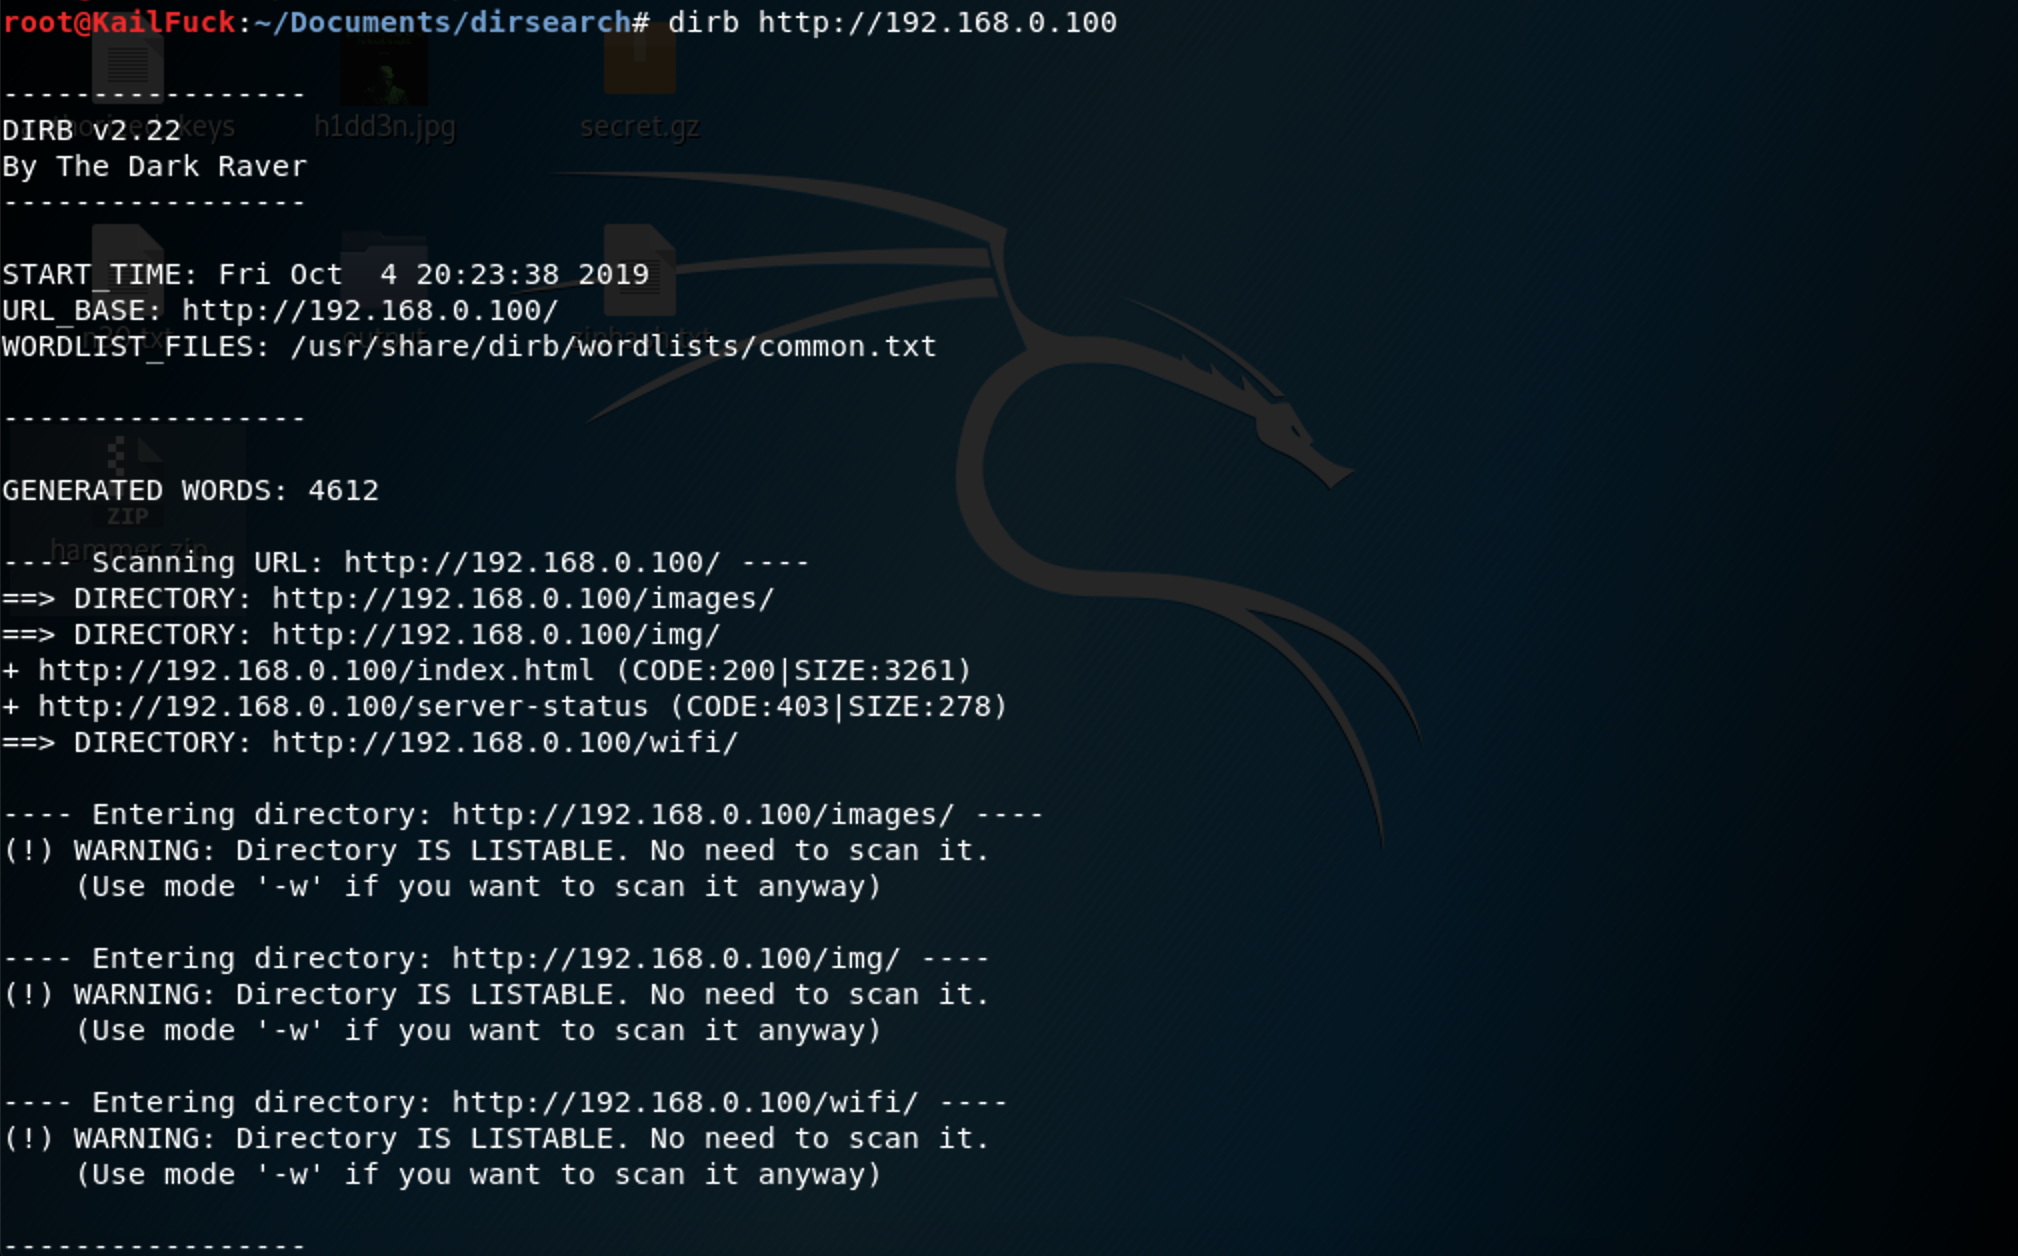 root@KailFuck:~/Documents/dirsearch# dirb http://192.168.0.100
-----------------
DIRB v2.22
By The Dark Raver
-----------------
START_TIME: Fri Oct  4 20:23:38 2019
URL_BASE: http://192.168.0.100/
WORDLIST_FILES: /usr/share/dirb/wordlists/common.txt
-----------------
GENERATED WORDS: 4612
---- Scanning URL: http://192.168.0.100/ ----
==> DIRECTORY: http://192.168.0.100/images/
==> DIRECTORY: http://192.168.0.100/img/
+ http://192.168.0.100/index.html (CODE:200|SIZE:3261)
+ http://192.168.0.100/server-status (CODE:403|SIZE:278)
==> DIRECTORY: http://192.168.0.100/wifi/
---- Entering directory: http://192.168.0.100/images/ ----
(!) WARNING: Directory IS LISTABLE. No need to scan it.
    (Use mode '-w' if you want to scan it anyway)
---- Entering directory: http://192.168.0.100/img/ ----
(!) WARNING: Directory IS LISTABLE. No need to scan it.
    (Use mode '-w' if you want to scan it anyway)
---- Entering directory: http://192.168.0.100/wifi/ ----
(!) WARNING: Directory IS LISTABLE. No need to scan it.
    (Use mode '-w' if you want to scan it anyway)
-----------------
h1dd3n.jpg
secret.gz
ZIP
hammer.zip